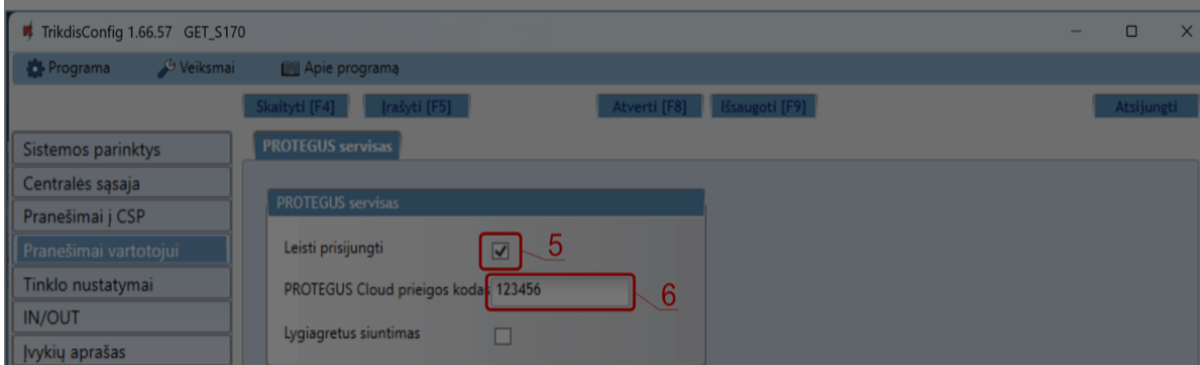 TrikdisConfig 1.66.57 GET_S170
Programa Veiksmai Apie programą
Skaityti [F4] Įrašyti [F5] Atverti [F8] Išsaugoti [F9] Atsijungti
Sistemos parinktys
Centralės sąsaja
Pranešimai į CSP
Pranešimai vartotojui
Tinklo nustatymai
IN/OUT
Įvykių aprašas
PROTEGUS servisas
PROTEGUS servisas
Leisti prisijungti 5
PROTEGUS Cloud prieigos kodas 123456 6
Lygiagretus siuntimas